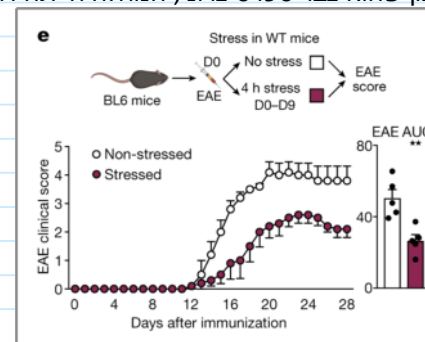 e
Stress in WT mice
D0
No stress
BL6 mice
EAE
4 h stress
D0–D9
EAE
score
Non-stressed
Stressed
EAE clinical score
5
4
3
2
1
0
0 4 8 12 16 20 24 28
Days after immunization
EAE AUC
**
80
40
0